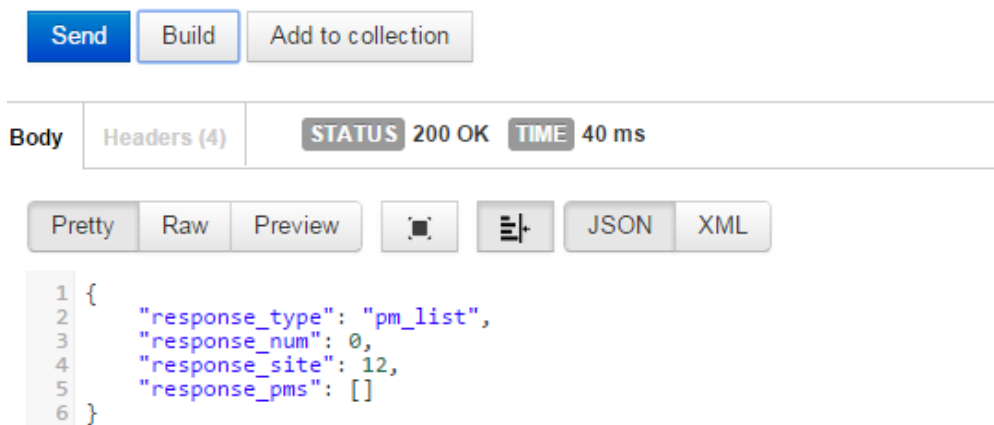 Send Build Add to collection
Body Headers (4) STATUS 200 OK TIME 40 ms
Pretty Raw Preview JSON XML
1 {
2 "response_type": "pm_list",
3 "response_num": 0,
4 "response_site": 12,
5 "response_pms": []
6 }